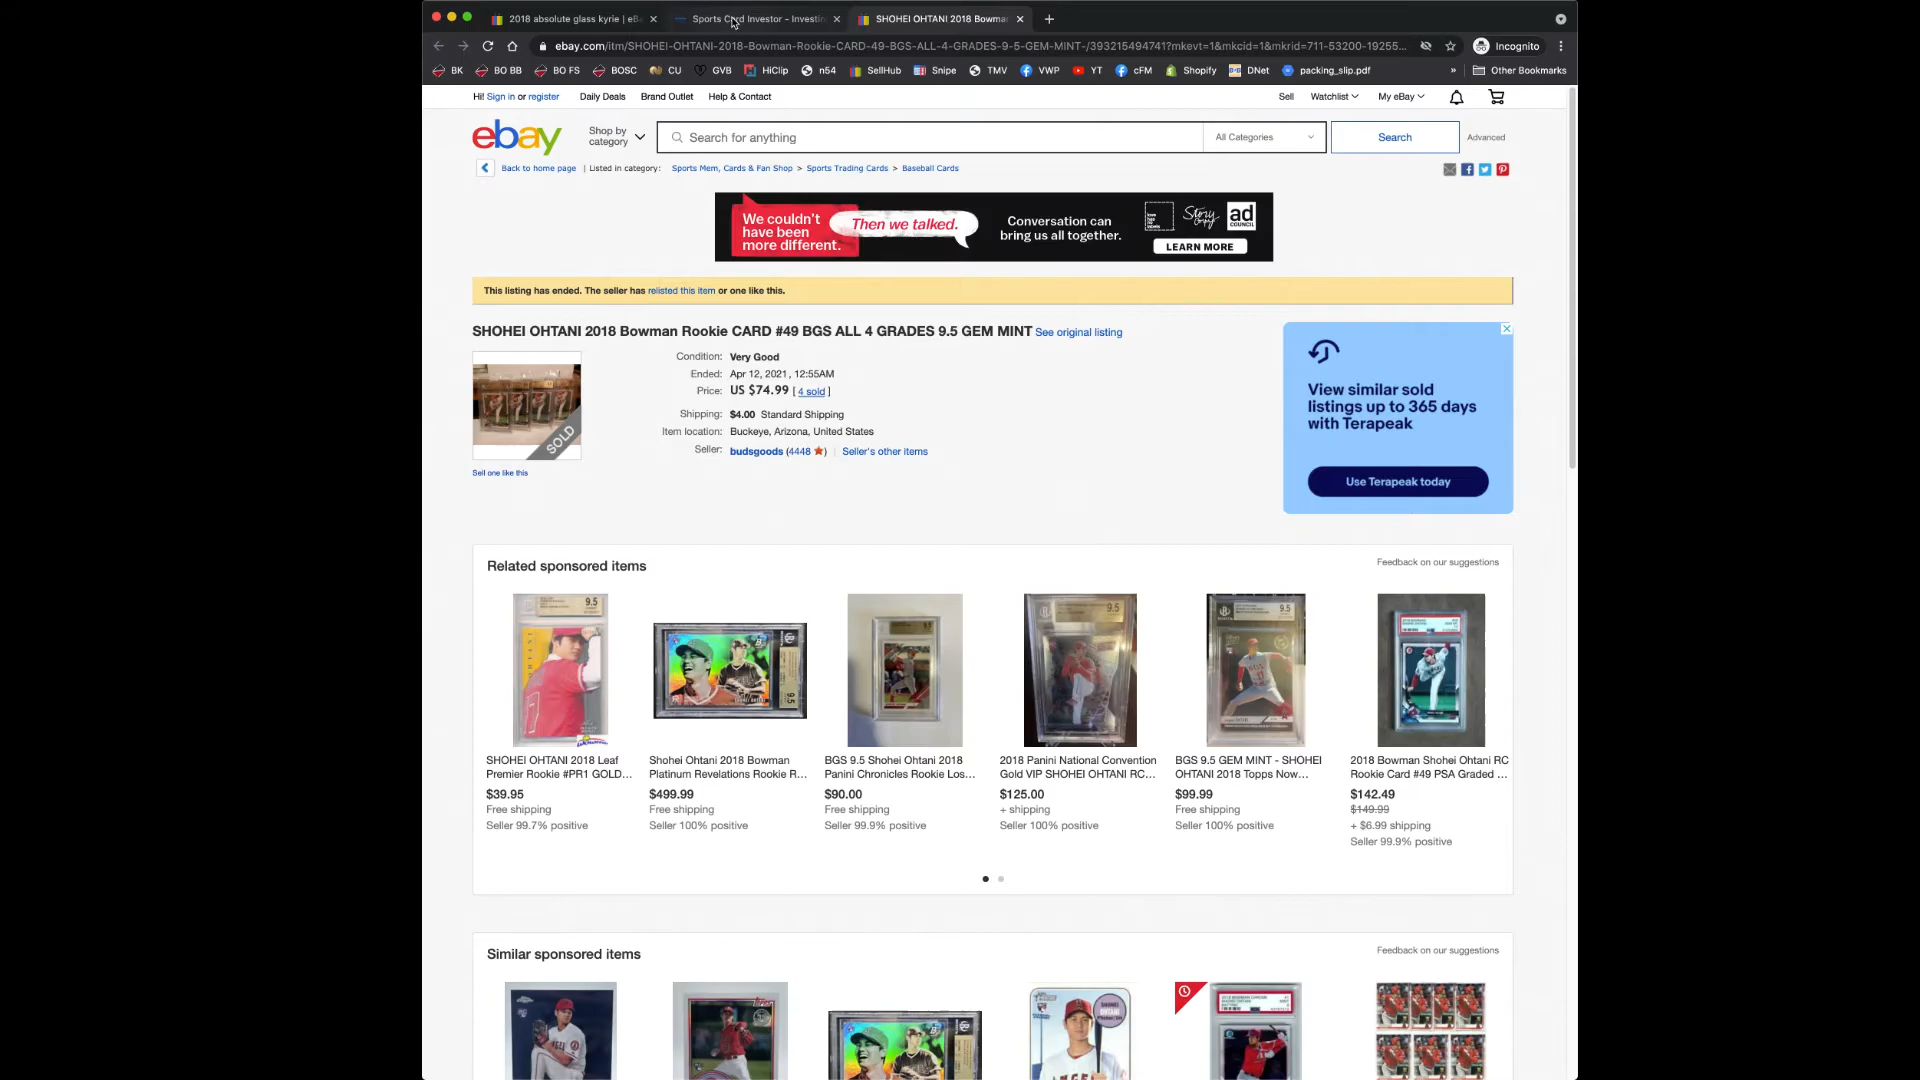 2018 absolute glass kyrie | eB
Sports Card Investor - Investin
SHOHEI OHTANI 2018 Bowma
ebay.com/itm/SHOHEI-OHTANI-2018-Bowman-Rookie-CARD-49-BGS-ALL-4-GRADES-9-5-GEM-MINT-/393215494741?mkevt=1&mkcid=1&mkrid=711-53200-19255...
Incognito
BK BO BB BO FS BOSC CU GVB HiClip n54 SellHub Snipe TMV VWP YT cFM Shopify DNet packing_slip.pdf » Other Bookmarks
Hi! Sign in or register Daily Deals Brand Outlet Help & Contact Sell Watchlist My eBay
ebay
Shop by category
Search for anything
All Categories
Search
Advanced
Back to home page | Listed in category: Sports Mem, Cards & Fan Shop > Sports Trading Cards > Baseball Cards
We couldn't
have been
more different.
Then we talked.
Conversation can
bring us all together.
Story
ad
COUNCIL
LEARN MORE
This listing has ended. The seller has relisted this item or one like this.
SHOHEI OHTANI 2018 Bowman Rookie CARD #49 BGS ALL 4 GRADES 9.5 GEM MINT See original listing
SOLD
Sell one like this
Condition: Very Good
Ended: Apr 12, 2021 , 12:55AM
Price: US $74.99 [ 4 sold ]
Shipping: $4.00 Standard Shipping
Item location: Buckeye, Arizona, United States
Seller: budsgoods (4448 ) | Seller's other items
View similar sold
listings up to 365 days
with Terapeak
Use Terapeak today
Related sponsored items
Feedback on our suggestions
SHOHEI OHTANI 2018 Leaf
Premier Rookie #PR1 GOLD...
$39.95
Free shipping
Seller 99.7% positive
Shohei Ohtani 2018 Bowman
Platinum Revelations Rookie R...
$499.99
Free shipping
Seller 100% positive
BGS 9.5 Shohei Ohtani 2018
Panini Chronicles Rookie Los...
$90.00
Free shipping
Seller 99.9% positive
2018 Panini National Convention
Gold VIP SHOHEI OHTANI RC...
$125.00
+ shipping
Seller 100% positive
BGS 9.5 GEM MINT - SHOHEI
OHTANI 2018 Topps Now...
$99.99
Free shipping
Seller 100% positive
2018 Bowman Shohei Ohtani RC
Rookie Card #49 PSA Graded ...
$142.49
$149.99
+ $6.99 shipping
Seller 99.9% positive
Similar sponsored items
Feedback on our suggestions